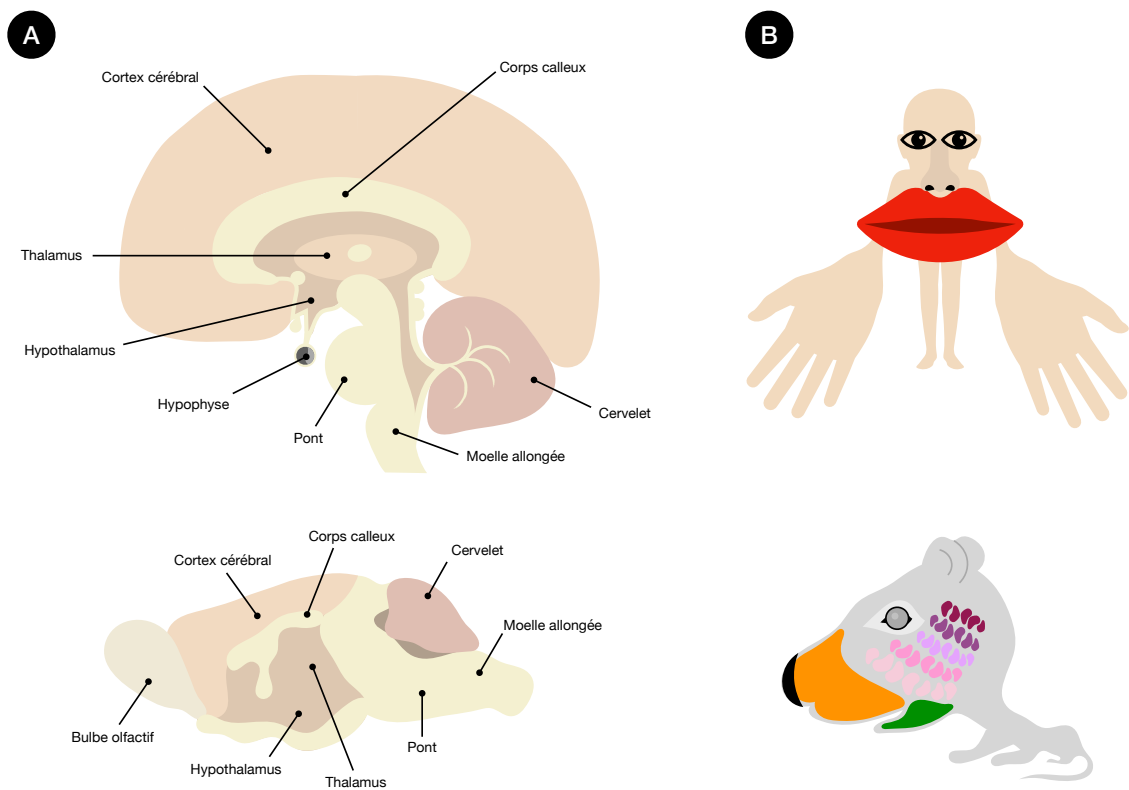 A
B
Cortex cérébral
Corps calleux
Thalamus
Hypothalamus
Hypophyse
Pont
Cervelet
Moelle allongée
Corps calleux
Cortex cérébral
Cervelet
Moelle allongée
Bulbe olfactif
Hypothalamus
Thalamus
Pont